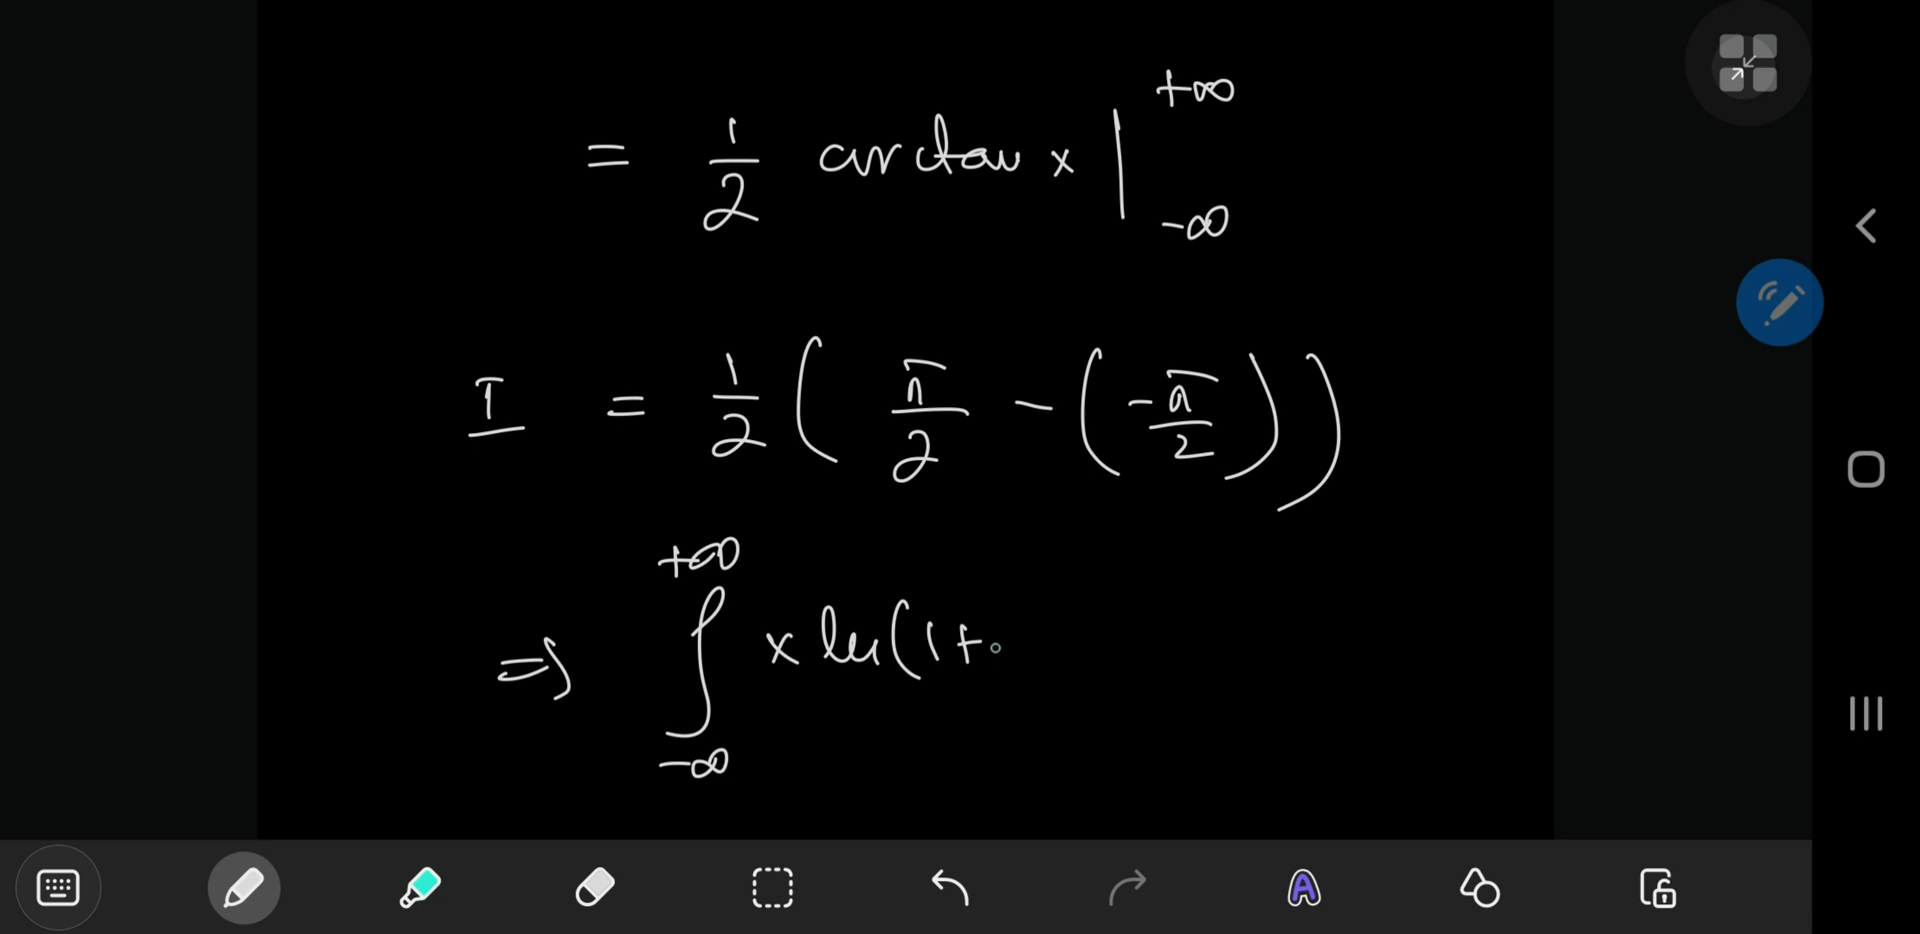 = 1/2 arctan x |_{-∞}^{+∞}
I = 1/2 ( π/2 - ( -π/2 ) )
⇒ ∫_{-∞}^{+∞} x ln(1+
A